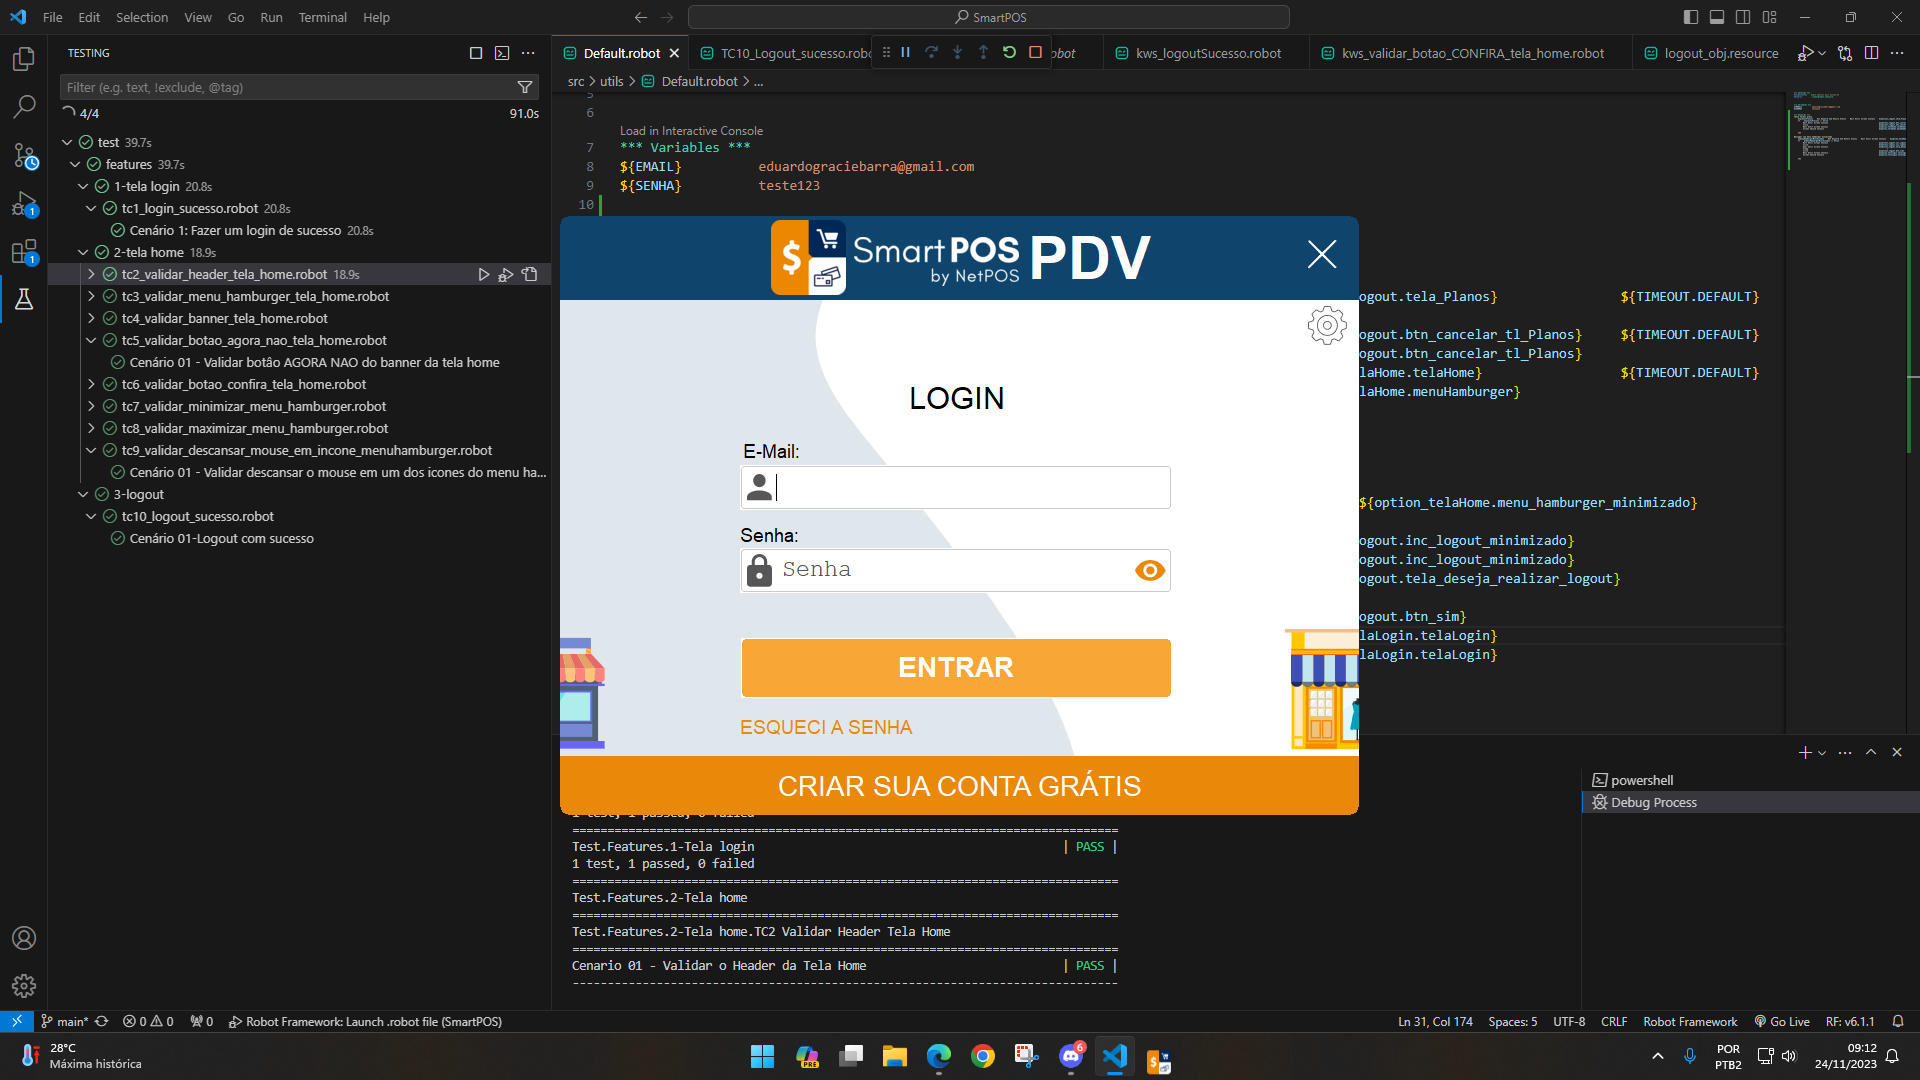 File Edit Selection View Go Run Terminal Help
SmartPOS
TESTING
Default.robot
TC10_Logout_sucesso.robo
obot
kws_logoutSucesso.robot
kws_validar_botao_CONFIRA_tela_home.robot
logout_obj.resource
Filter (e.g. text, !exclude, @tag)
src > utils > Default.robot > ...
4/4
91.0s
test 39.7s
features 39.7s
1-tela login 20.8s
tc1_login_sucesso.robot 20.8s
Cenário 1: Fazer um login de sucesso 20.8s
2-tela home 18.9s
tc2_validar_header_tela_home.robot 18.9s
tc3_validar_menu_hamburger_tela_home.robot
tc4_validar_banner_tela_home.robot
tc5_validar_botao_agora_nao_tela_home.robot
Cenário 01 - Validar botâo AGORA NAO do banner da tela home
tc6_validar_botao_confira_tela_home.robot
tc7_validar_minimizar_menu_hamburger.robot
tc8_validar_maximizar_menu_hamburger.robot
tc9_validar_descansar_mouse_em_incone_menuhamburger.robot
Cenário 01 - Validar descansar o mouse em um dos icones do menu ha...
3-logout
tc10_logout_sucesso.robot
Cenário 01-Logout com sucesso
5
6
Load in Interactive Console
7 *** Variables ***
8 ${EMAIL} eduardograciebarra@gmail.com
9 ${SENHA} teste123
10
ogout.tela_Planos} ${TIMEOUT.DEFAULT}
ogout.btn_cancelar_tl_Planos} ${TIMEOUT.DEFAULT}
ogout.btn_cancelar_tl_Planos}
laHome.telaHome} ${TIMEOUT.DEFAULT}
laHome.menuHamburger}
${option_telaHome.menu_hamburger_minimizado}
ogout.inc_logout_minimizado}
ogout.inc_logout_minimizado}
ogout.tela_deseja_realizar_logout}
ogout.btn_sim}
laLogin.telaLogin}
laLogin.telaLogin}
$ SmartPOS PDV
by NetPOS
LOGIN
E-Mail:
Senha:
Senha
ENTRAR
ESQUECI A SENHA
CRIAR SUA CONTA GRÁTIS
powershell
Debug Process
1 test, 1 passed, 0 failed
==============================================================================
Test.Features.1-Tela login | PASS |
1 test, 1 passed, 0 failed
==============================================================================
Test.Features.2-Tela home
==============================================================================
Test.Features.2-Tela home.TC2 Validar Header Tela Home
==============================================================================
Cenario 01 - Validar o Header da Tela Home | PASS |
------------------------------------------------------------------------------
main* 0 0 0 Robot Framework: Launch .robot file (SmartPOS)
Ln 31, Col 174 Spaces: 5 UTF-8 CRLF Robot Framework Go Live RF: v6.1.1
28°C
Máxima histórica
PRE
6
POR
PTB2
09:12
24/11/2023